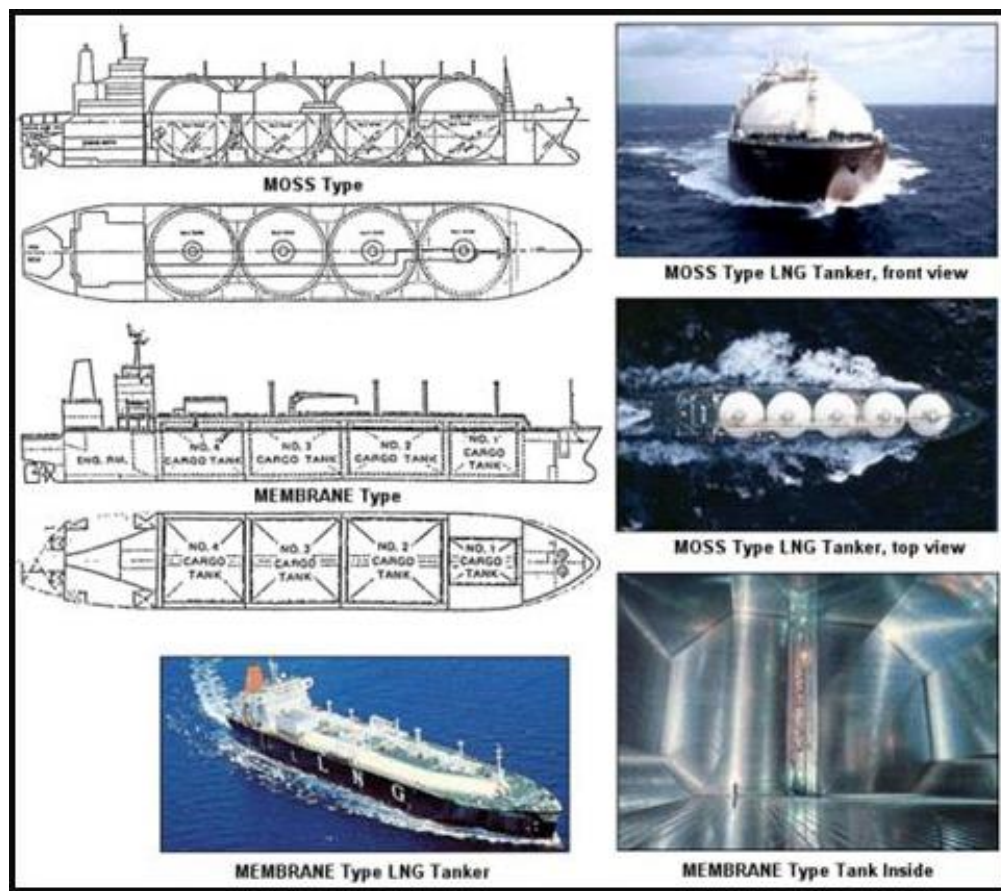 MOSS Type
MOSS Type LNG Tanker, front view
ENG. RM.
NO. 4
CARGO TANK
NO. 3
CARGO TANK
NO. 2
CARGO TANK
NO. 1
CARGO
TANK
MEMBRANE Type
MOSS Type LNG Tanker, top view
NO. 4
CARGO
TANK
NO. 3
CARGO
TANK
NO. 2
CARGO
TANK
NO. 1
CARGO
TANK
LNG
MEMBRANE Type LNG Tanker
MEMBRANE Type Tank Inside